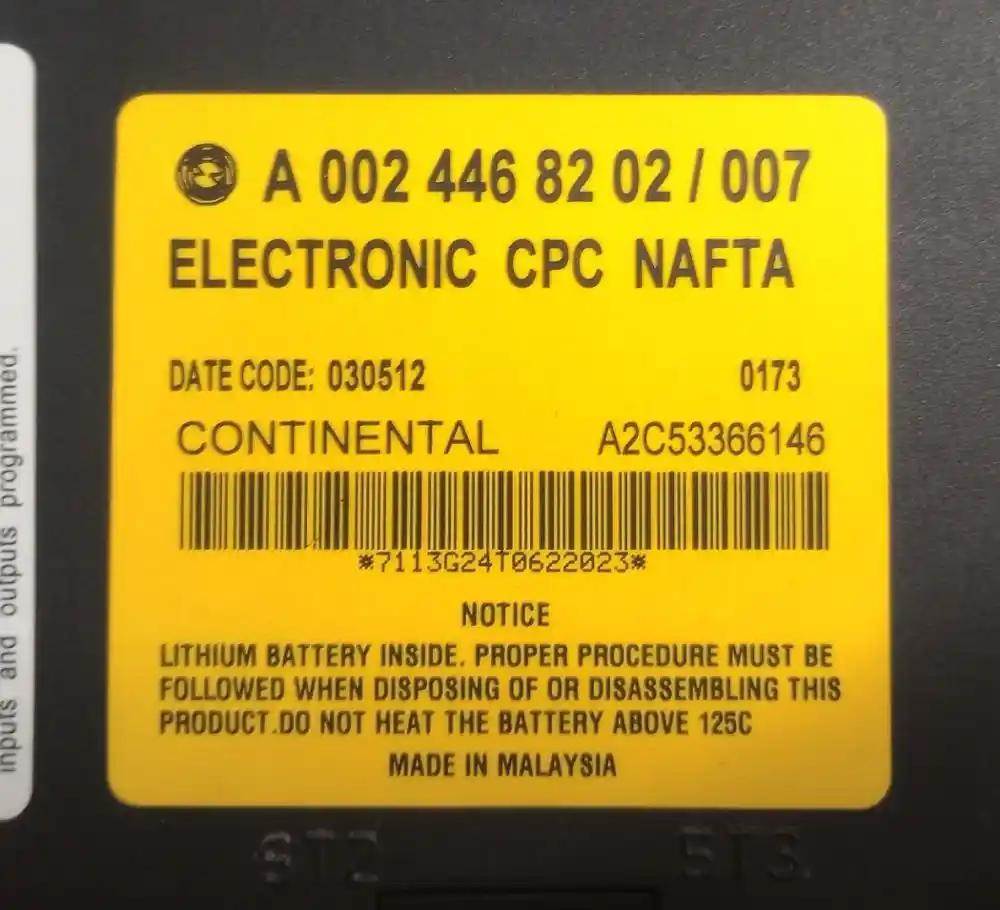 A 002 446 82 02 / 007
ELECTRONIC CPC NAFTA
DATE CODE: 030512 0173
CONTINENTAL A2C53366146
*7113G24T0622023*
NOTICE
LITHIUM BATTERY INSIDE. PROPER PROCEDURE MUST BE
FOLLOWED WHEN DISPOSING OF OR DISASSEMBLING THIS
PRODUCT.DO NOT HEAT THE BATTERY ABOVE 125C
MADE IN MALAYSIA
inputs and outputs programmed.
ST2 ST3